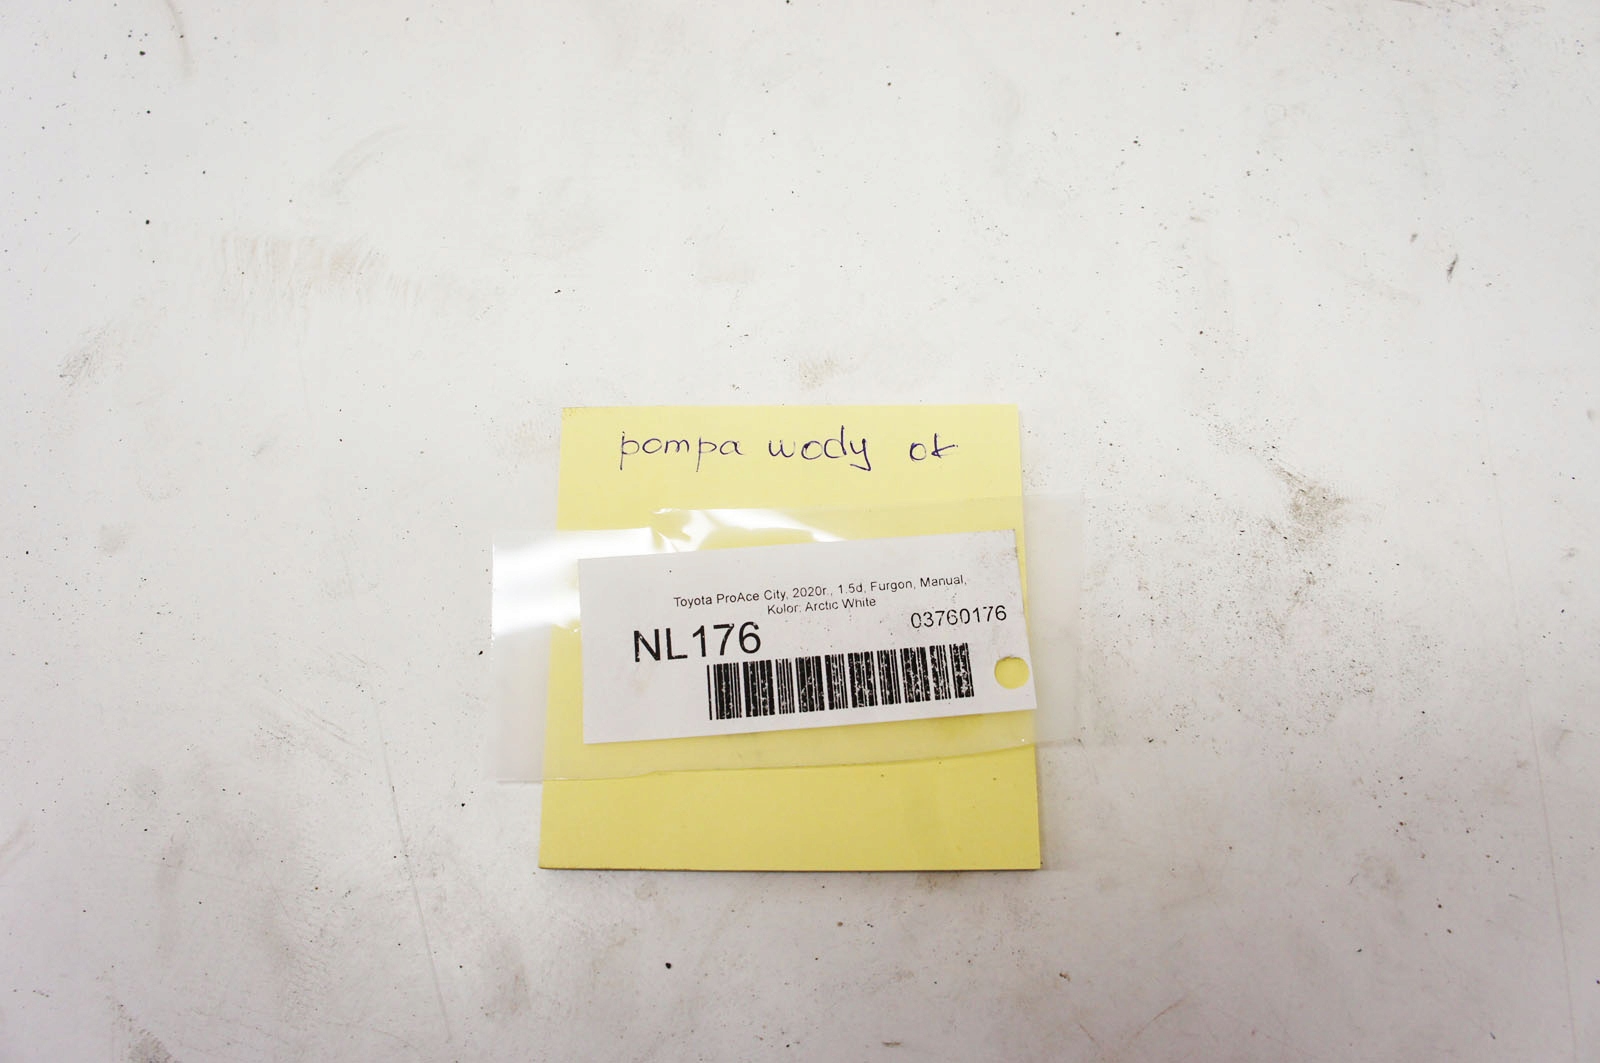 pompa wody ok
Toyota ProAce City, 2020r., 1.5d, Furgon, Manual,
Kolor: Arctic White
NL176
03760176